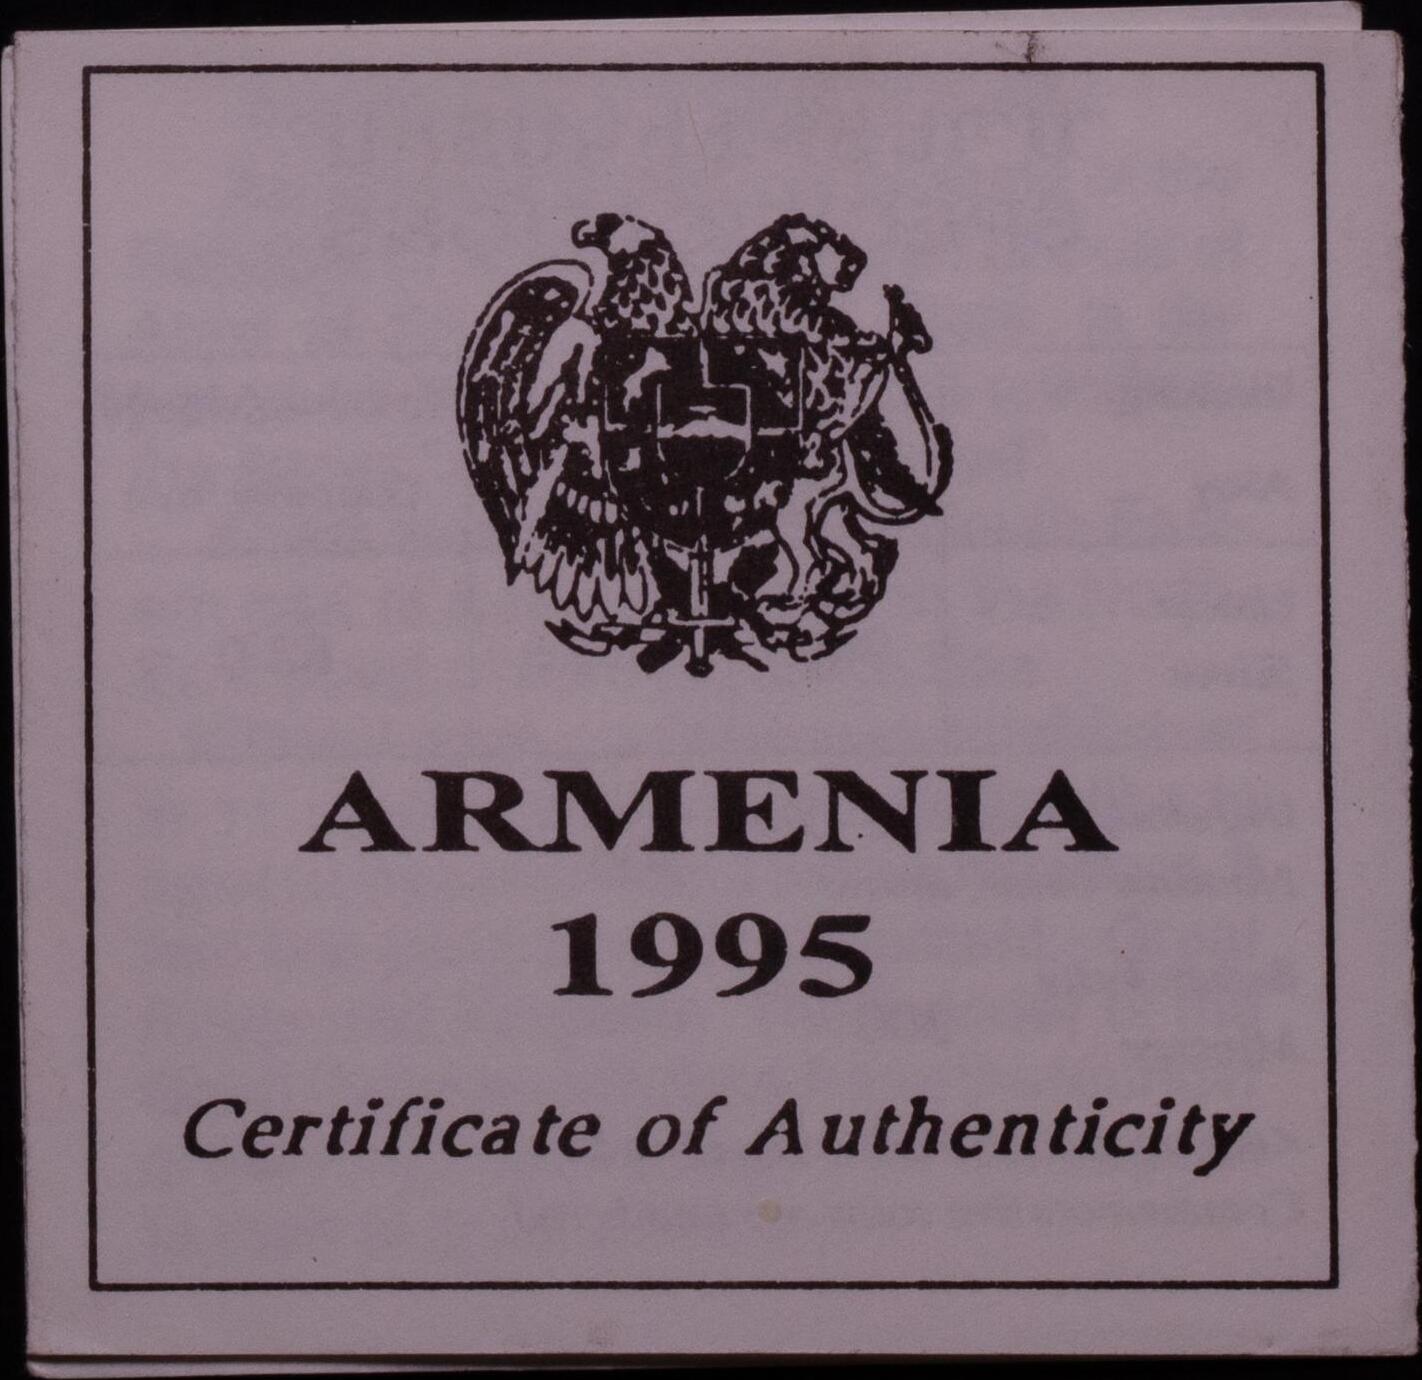 ARMENIA
1995
Certificate of Authenticity